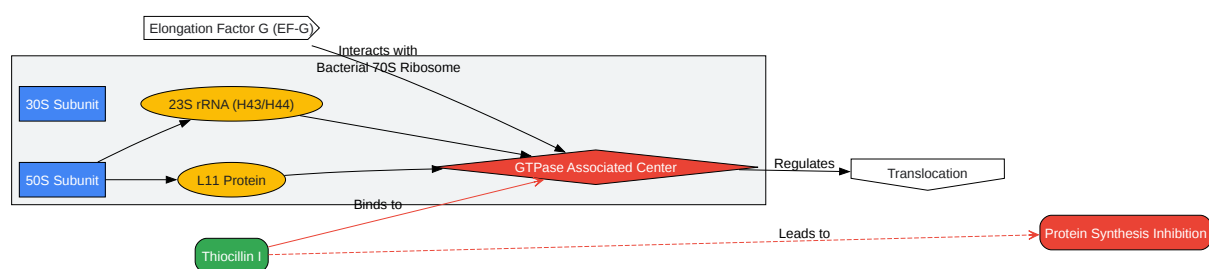 Elongation Factor G (EF-G)
Interacts with
Bacterial 70S Ribosome
30S Subunit
23S rRNA (H43/H44)
GTPase Associated Center
Regulates
Translocation
50S Subunit
L11 Protein
Binds to
Thiocillin I
Leads to
Protein Synthesis Inhibition